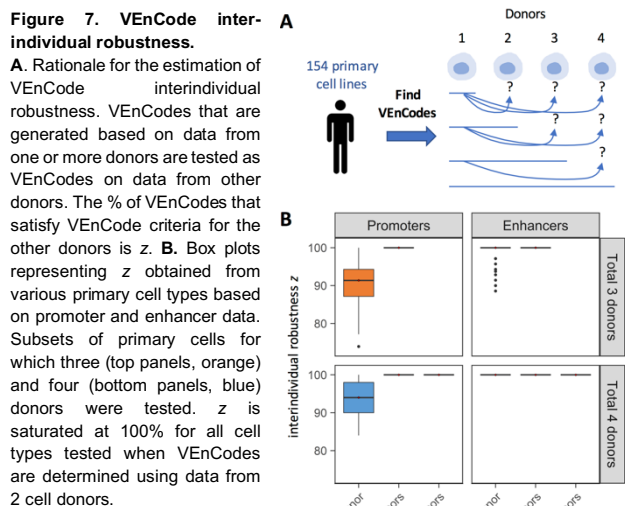 Figure 7. VEnCode inter-
individual robustness.
A. Rationale for the estimation of
VEnCode interindividual
robustness. VEnCodes that are
generated based on data from
one or more donors are tested as
VEnCodes on data from other
donors. The % of VEnCodes that
satisfy VEnCode criteria for the
other donors is z. B. Box plots
representing z obtained from
various primary cell types based
on promoter and enhancer data.
Subsets of primary cells for
which three (top panels, orange)
and four (bottom panels, blue)
donors were tested. z is
saturated at 100% for all cell
types tested when VEnCodes
are determined using data from
2 cell donors.
A
Donors
1 2 3 4
154 primary
cell lines
Find
VEnCodes
? ? ?
? ?
?
B
Promoters Enhancers
interindividual robustness z
100
90
80
Total 3 donors
100
90
80
Total 4 donors